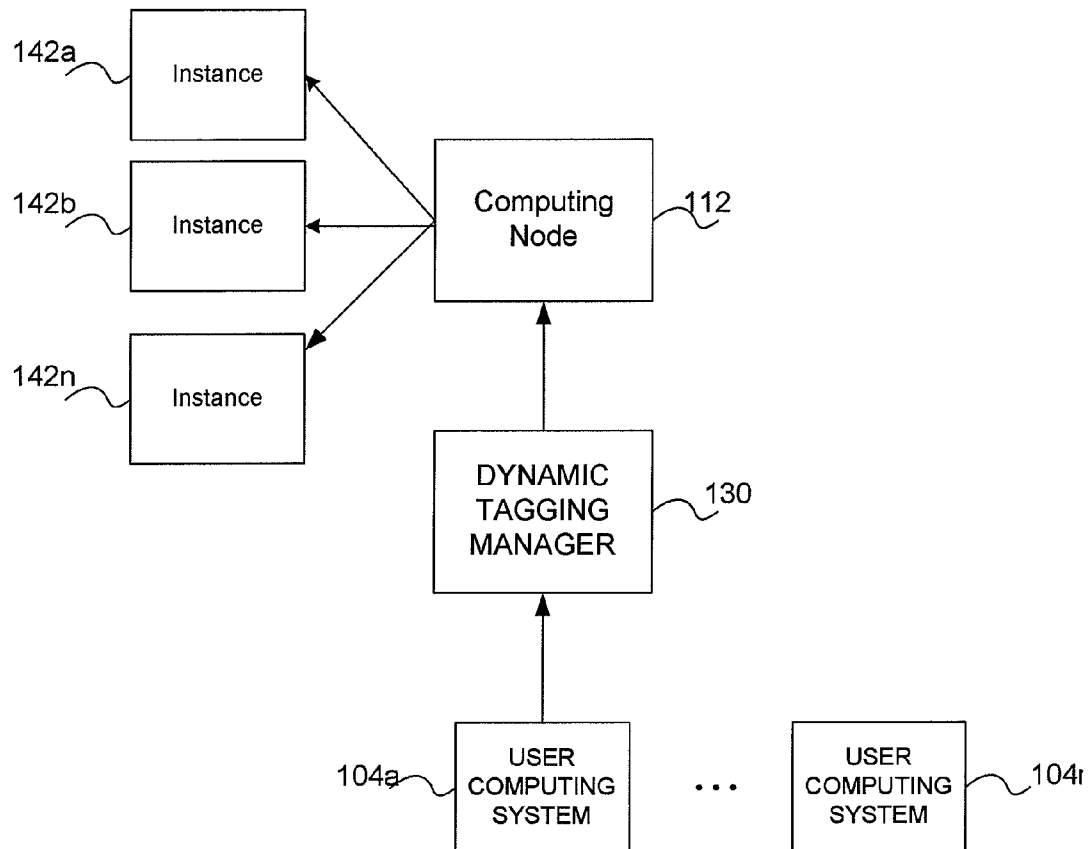 142a
Instance
142b
Instance
Computing
Node
112
142n
Instance
DYNAMIC
TAGGING
MANAGER
130
104a
USER
COMPUTING
SYSTEM
...
USER
COMPUTING
SYSTEM